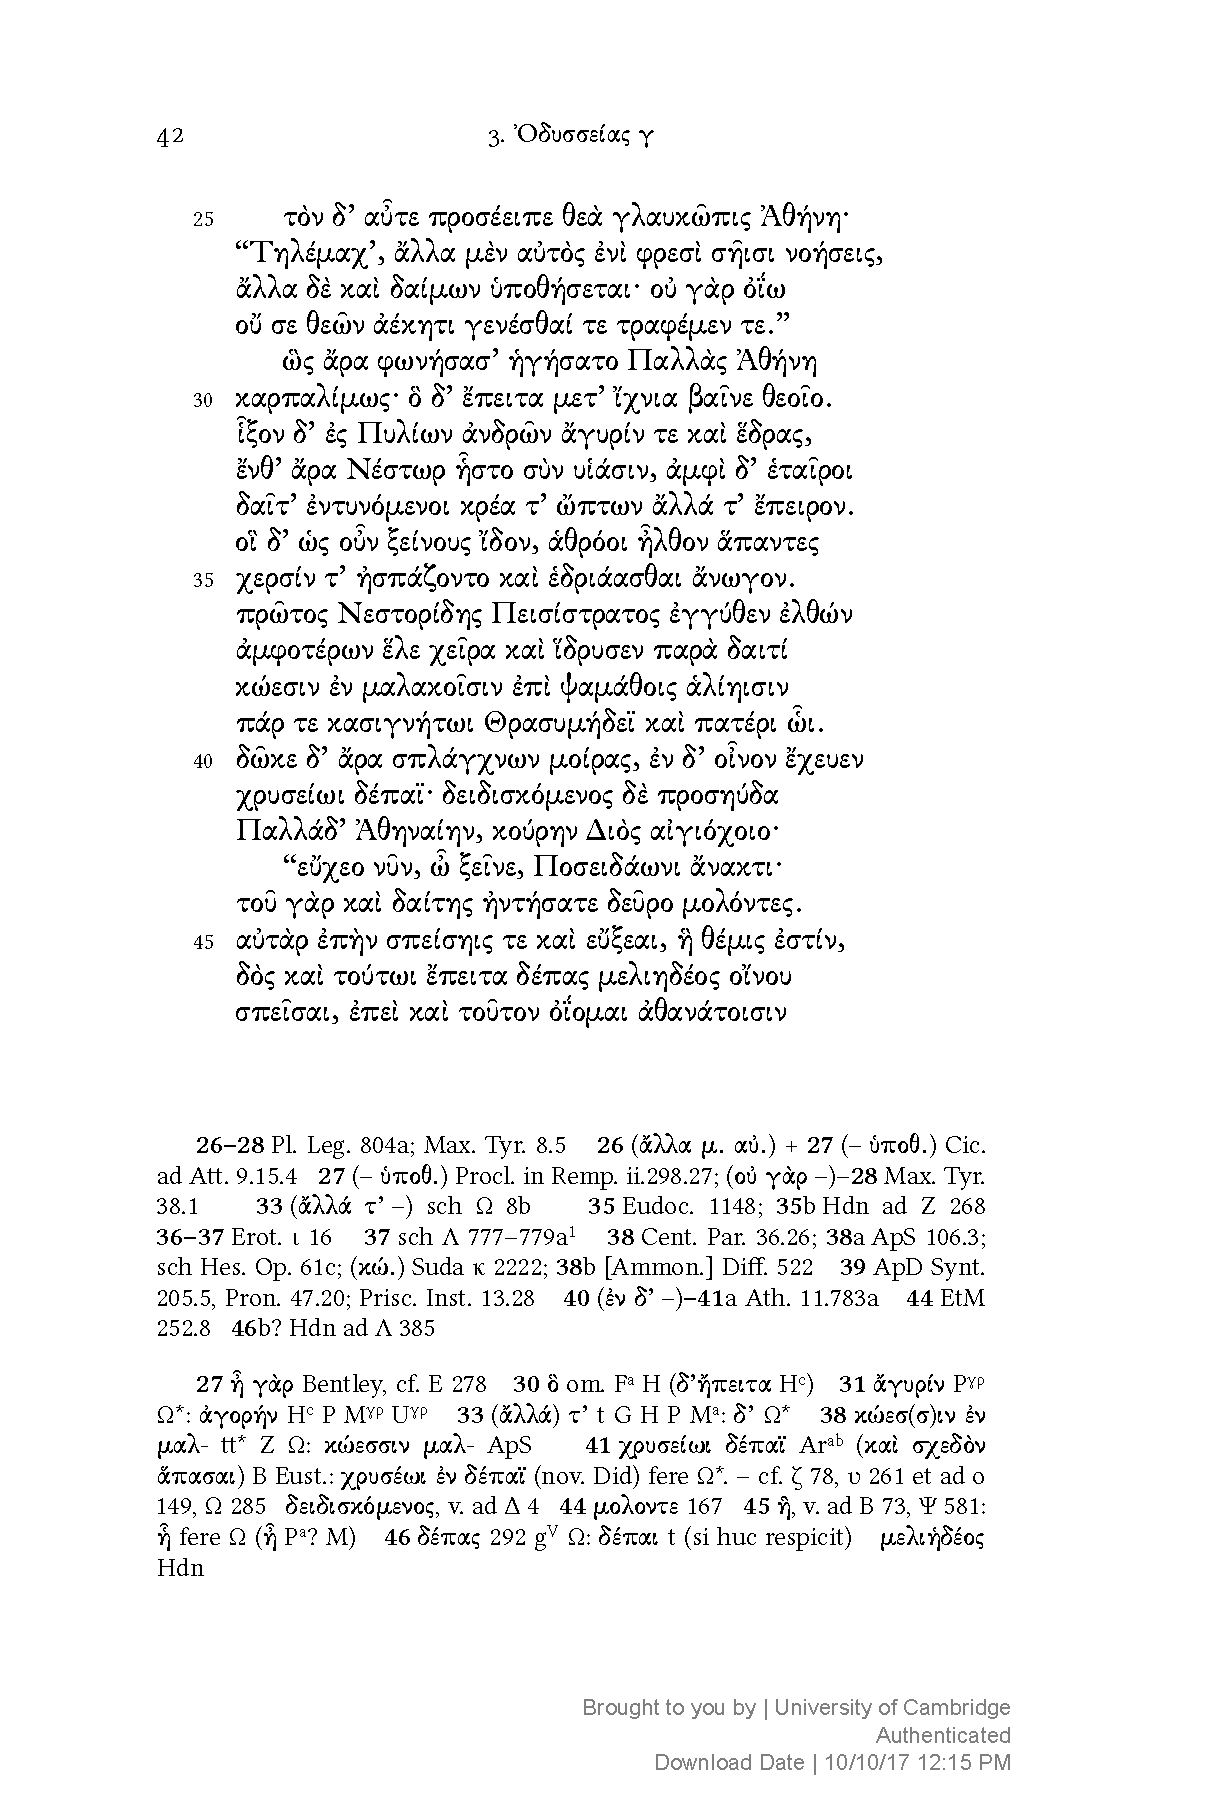 42 3. Ὀδυσσείας γ
25 τὸν δ’ αὖτε προσέειπε θεὰ γλαυκῶπις Ἀθήνη·
“Τηλέμαχ’, ἄλλα μὲν αὐτὸς ἐνὶ φρεσὶ σῆισι νοήσεις,
ἄλλα δὲ καὶ δαίμων ὑποθήσεται· οὐ γὰρ ὀΐω
οὔ σε θεῶν ἀέκητι γενέσθαί τε τραφέμεν τε.”
ὣς ἄρα φωνήσασ’ ἡγήσατο Παλλὰς Ἀθήνη
30 καρπαλίμως· ὃ δ’ ἔπειτα μετ’ ἴχνια βαῖνε θεοῖο.
ἷξον δ’ ἐς Πυλίων ἀνδρῶν ἄγυρίν τε καὶ ἕδρας,
ἔνθ’ ἄρα Νέστωρ ἧστο σὺν υἱάσιν, ἀμφὶ δ’ ἑταῖροι
δαῖτ’ ἐντυνόμενοι κρέα τ’ ὤπτων ἄλλά τ’ ἔπειρον.
οἳ δ’ ὡς οὖν ξείνους ἴδον, ἁθρόοι ἦλθον ἅπαντες
35 χερσίν τ’ ἠσπάζοντο καὶ ἑδριάασθαι ἄνωγον.
πρῶτος Νεστορίδης Πεισίστρατος ἐγγύθεν ἐλθών
ἀμφοτέρων ἕλε χεῖρα καὶ ἵδρυσεν παρὰ δαιτί
κώεσιν ἐν μαλακοῖσιν ἐπὶ ψαμάθοις ἁλίηισιν
πάρ τε κασιγνήτωι Θρασυμήδεϊ καὶ πατέρι ὧι.
40 δῶκε δ’ ἄρα σπλάγχνων μοίρας, ἐν δ’ οἶνον ἔχευεν
χρυσείωι δέπαϊ· δειδισκόμενος δὲ προσηύδα
Παλλάδ’ Ἀθηναίην, κούρην Διὸς αἰγιόχοιο·
“εὔχεο νῦν, ὦ ξεῖνε, Ποσειδάωνι ἄνακτι·
τοῦ γὰρ καὶ δαίτης ἠντήσατε δεῦρο μολόντες.
45 αὐτὰρ ἐπὴν σπείσηις τε καὶ εὔξεαι, ἣ θέμις ἐστίν,
δὸς καὶ τούτωι ἔπειτα δέπας μελιηδέος οἴνου
σπεῖσαι, ἐπεὶ καὶ τοῦτον ὀΐομαι ἀθανάτοισιν
26–28 Pl. Leg. 804a; Max. Tyr. 8.5 26 (ἄλλα μ. αὐ.) + 27 (– ὑποθ.) Cic.
ad Att. 9.15.4 27 (– ὑποθ.) Procl. in Remp. ii.298.27; (οὐ γὰρ –)–28 Max. Tyr.
38.1 33 (ἄλλά τ’ –) sch Ω 8b 35 Eudoc. 1148; 35b Hdn ad Ζ 268
36–37 Erot. ι 16 37 sch Λ 777–779a¹ 38 Cent. Par. 36.26; 38a ApS 106.3;
sch Hes. Op. 61c; (κώ.) Suda κ 2222; 38b [Ammon.] Diff. 522 39 ApD Synt.
205.5, Pron. 47.20; Prisc. Inst. 13.28 40 (ἐν δ’ –)–41a Ath. 11.783a 44 EtM
252.8 46b? Hdn ad Λ 385
27 ἦ γὰρ Bentley, cf. Ε 278 30 ὃ om. Fᵃ H (δ’ἤπειτα Hᶜ) 31 ἄγυρίν Pᵞᵖ
Ω*: ἀγορήν Hᶜ P Mᵞᵖ Uᵞᵖ 33 (ἄλλά) τ’ t G H P Mᵃ: δ’ Ω* 38 κώεσ(σ)ιν ἐν
μαλ- tt* Z Ω: κώεσσιν μαλ- ApS 41 χρυσείωι δέπαϊ Arᵃᵇ (καὶ σχεδὸν
ἅπασαι) B Eust.: χρυσέωι ἐν δέπαϊ (nov. Did) fere Ω*. – cf. ζ 78, υ 261 et ad ο
149, Ω 285 δειδισκόμενος, v. ad Δ 4 44 μολοντε 167 45 ἣ, v. ad Β 73, Ψ 581:
ᾗ fere Ω (ἦ Pᵃ? M) 46 δέπας 292 gⱽ Ω: δέπαι t (si huc respicit) μελιἡδέος
Hdn
Brought to you by | University of Cambridge
Authenticated
Download Date | 10/10/17 12:15 PM